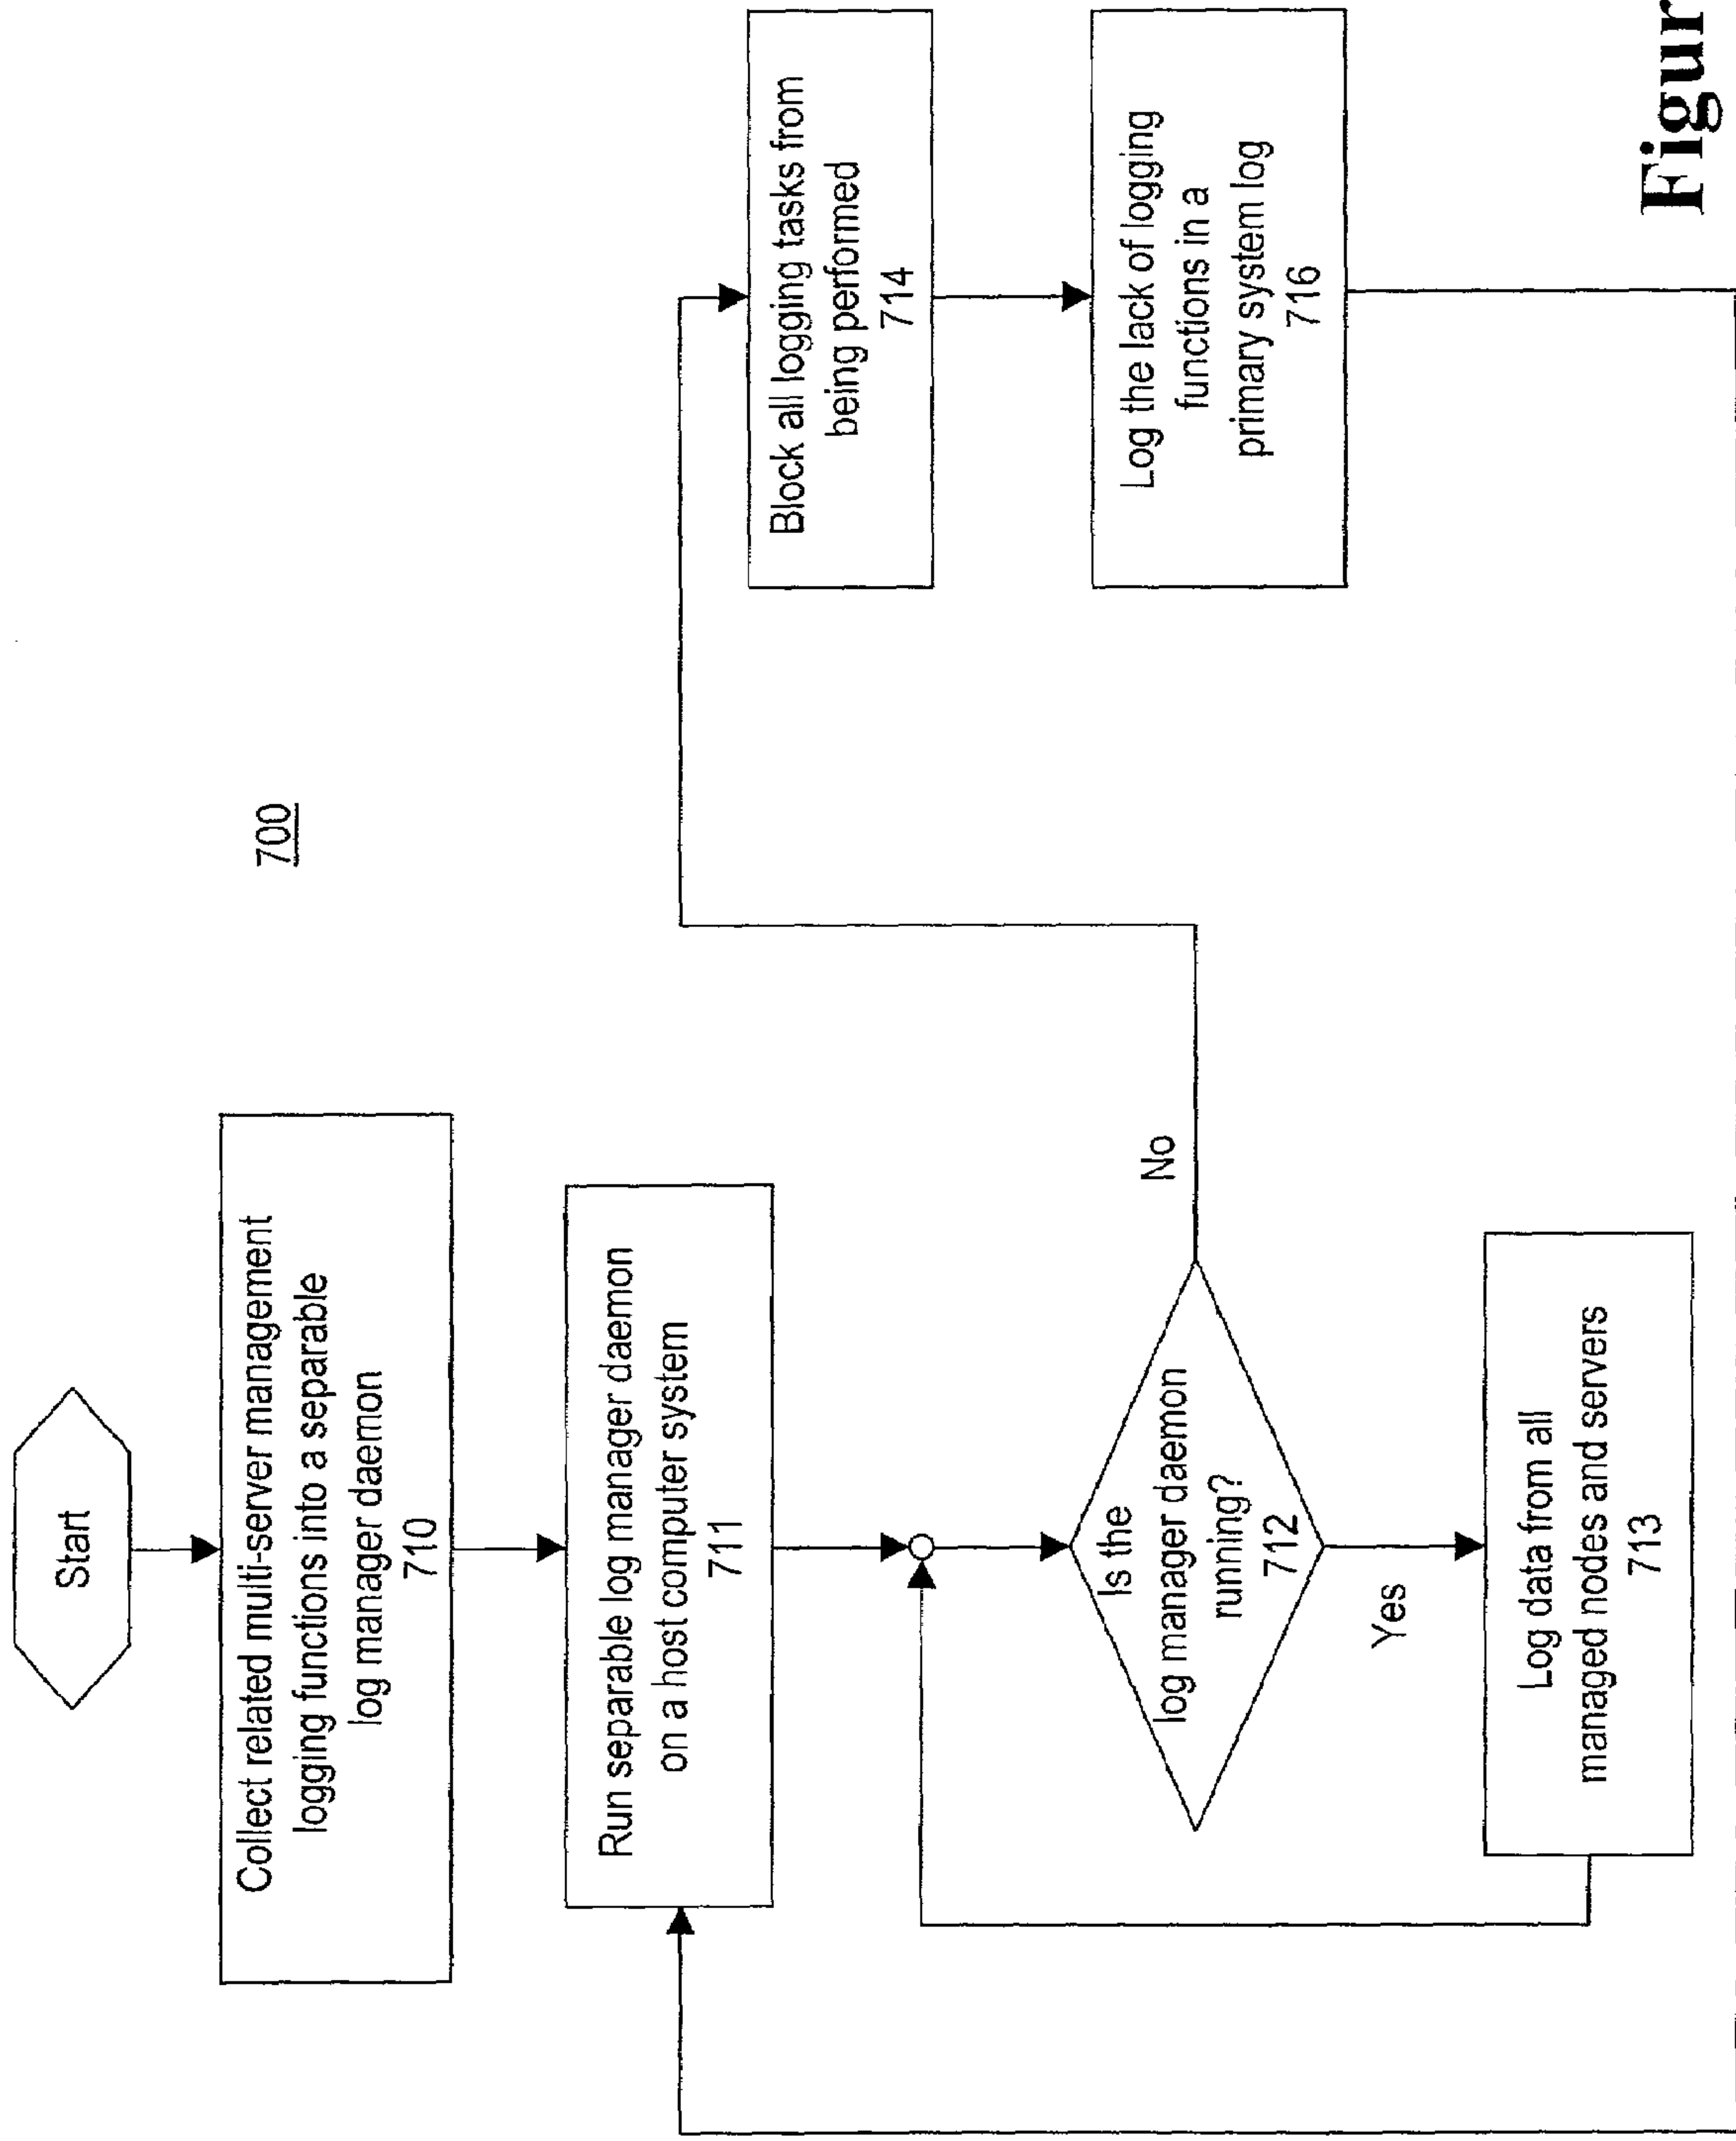 700
Start
Collect related multi-server management
logging functions into a separable
log manager daemon
710
Run separable log manager daemon
on a host computer system
711
Is the
log manager daemon
running?
712
No
Yes
Log data from all
managed nodes and servers
713
Block all logging tasks from
being performed
714
Log the lack of logging
functions in a
primary system log
716
Figur